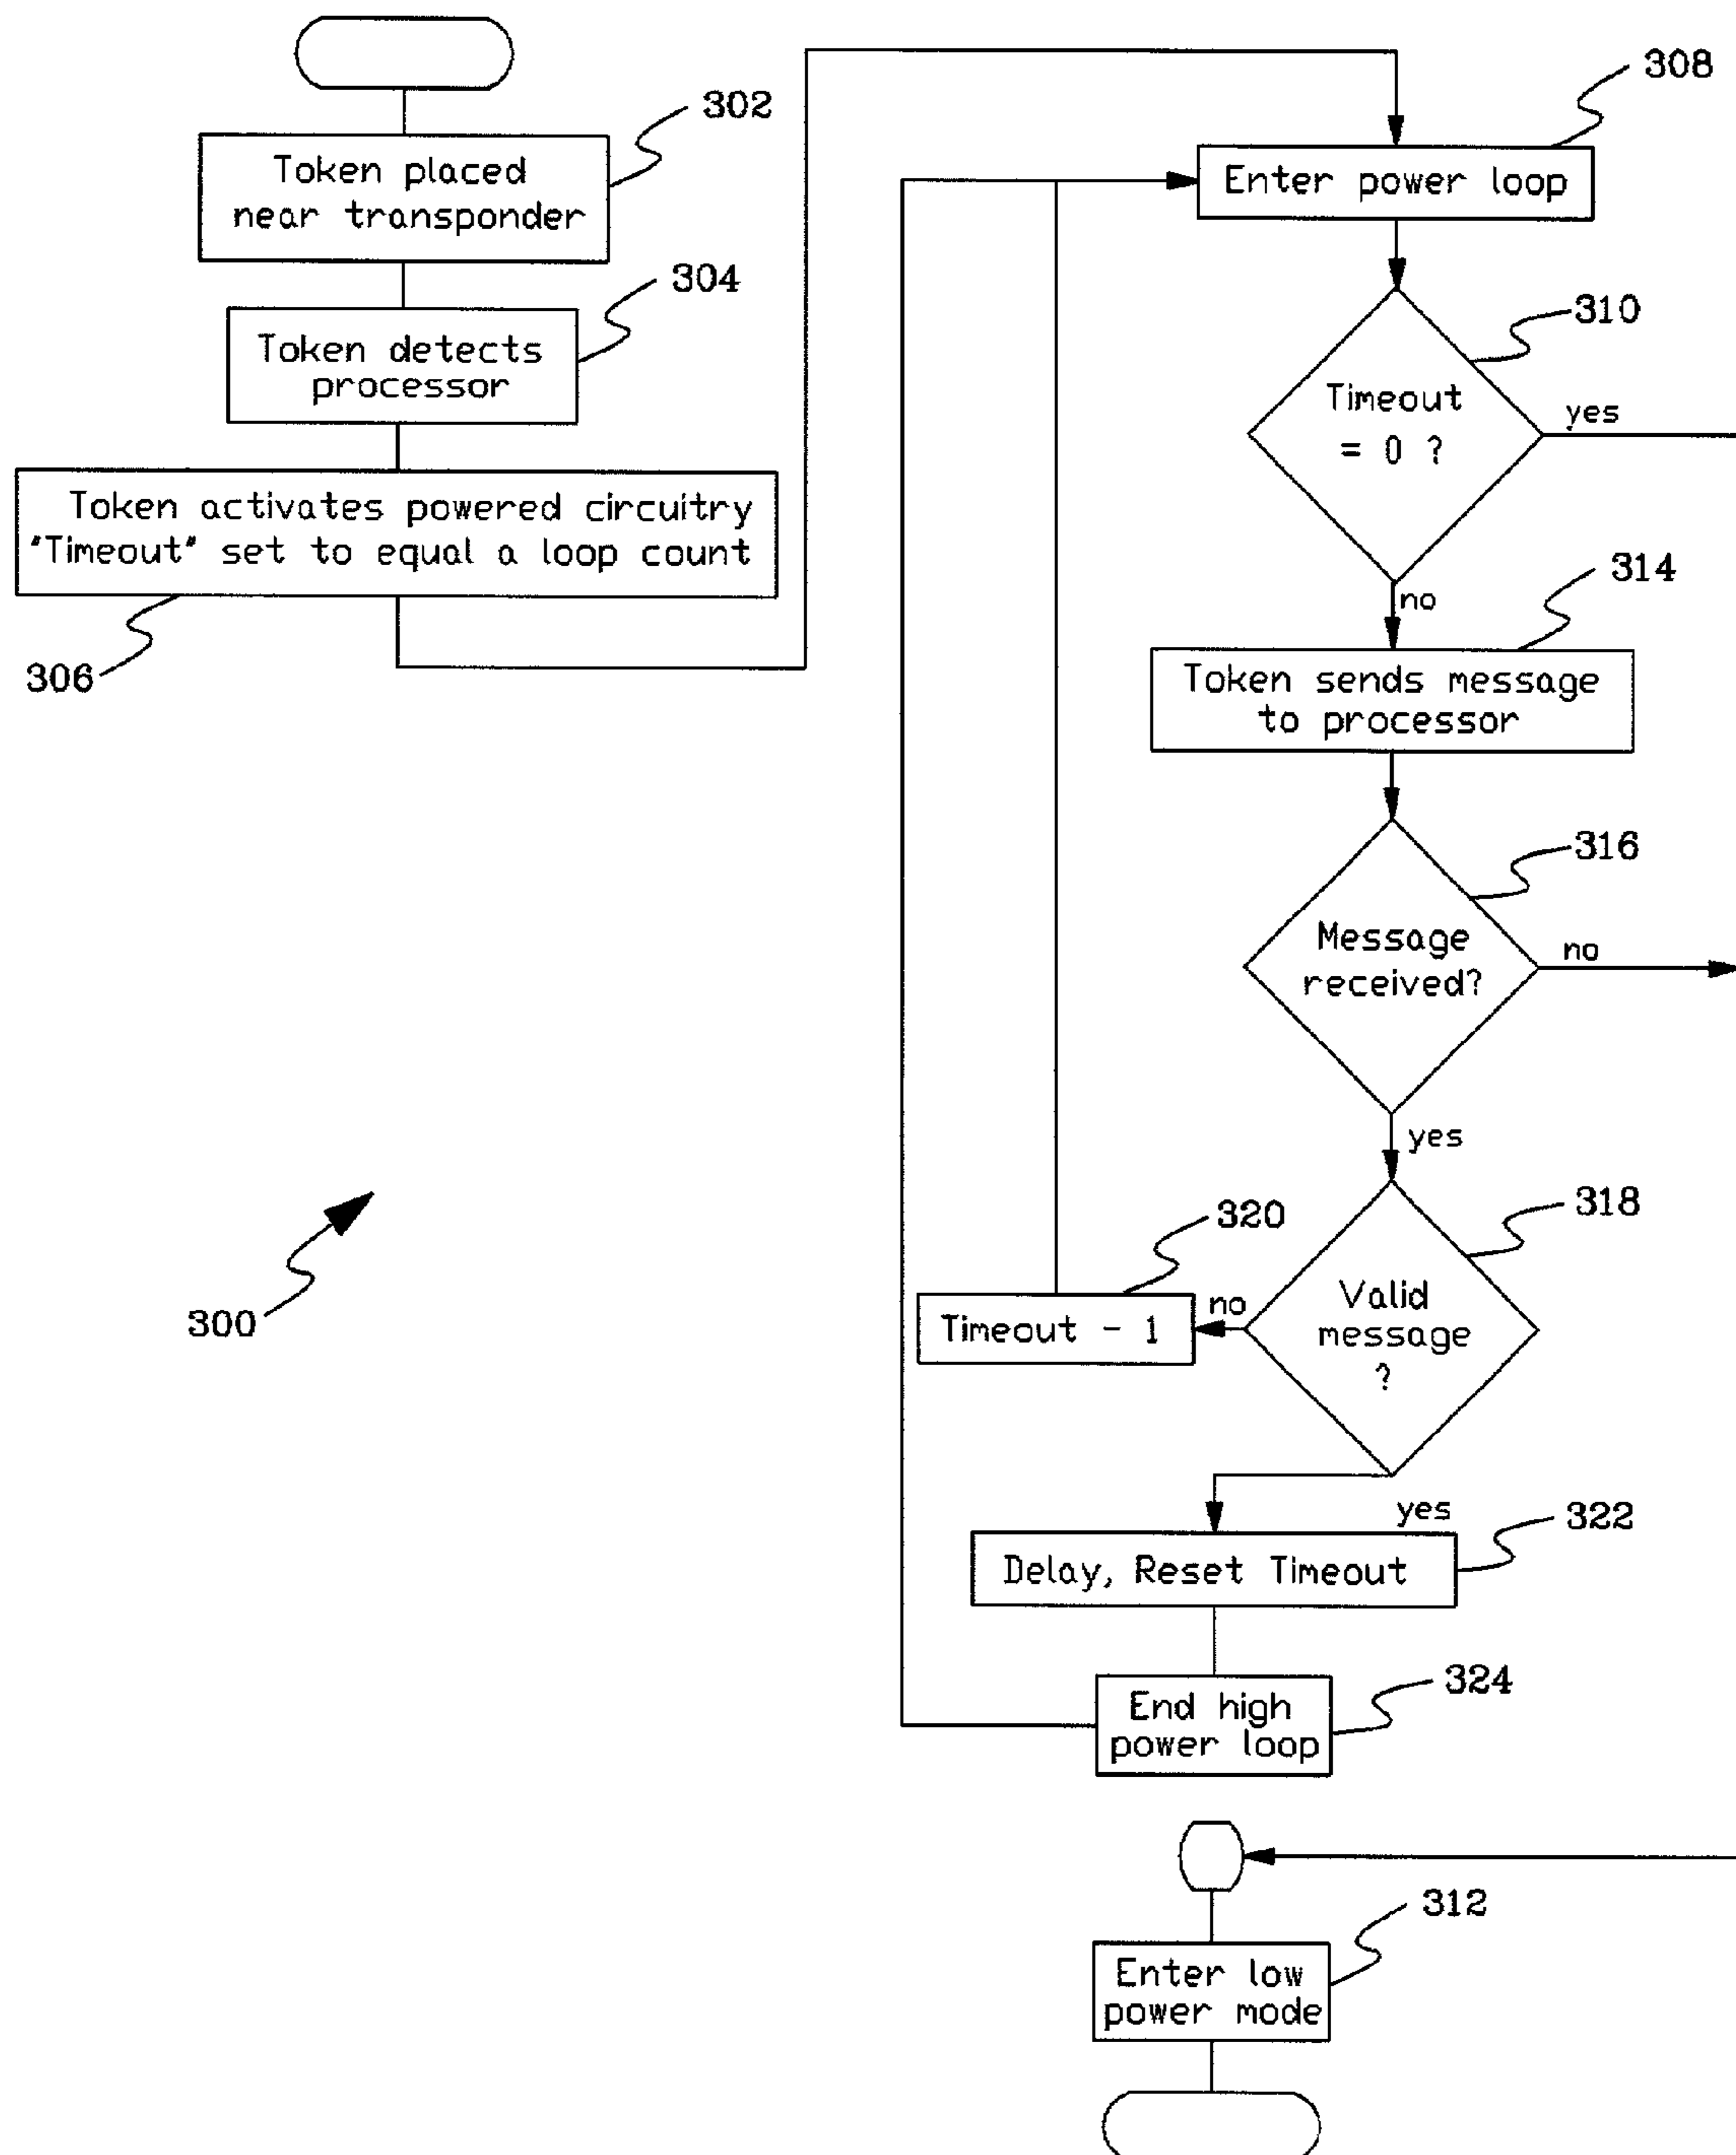 302
Token placed
near transponder
304
Token detects
processor
Token activates powered circuitry
"Timeout" set to equal a loop count
306
308
Enter power loop
310
Timeout
= 0 ?
yes
no
314
Token sends message
to processor
316
Message
received?
no
yes
318
Valid
message
?
no
320
Timeout - 1
yes
322
Delay, Reset Timeout
324
End high
power loop
312
Enter low
power mode
300